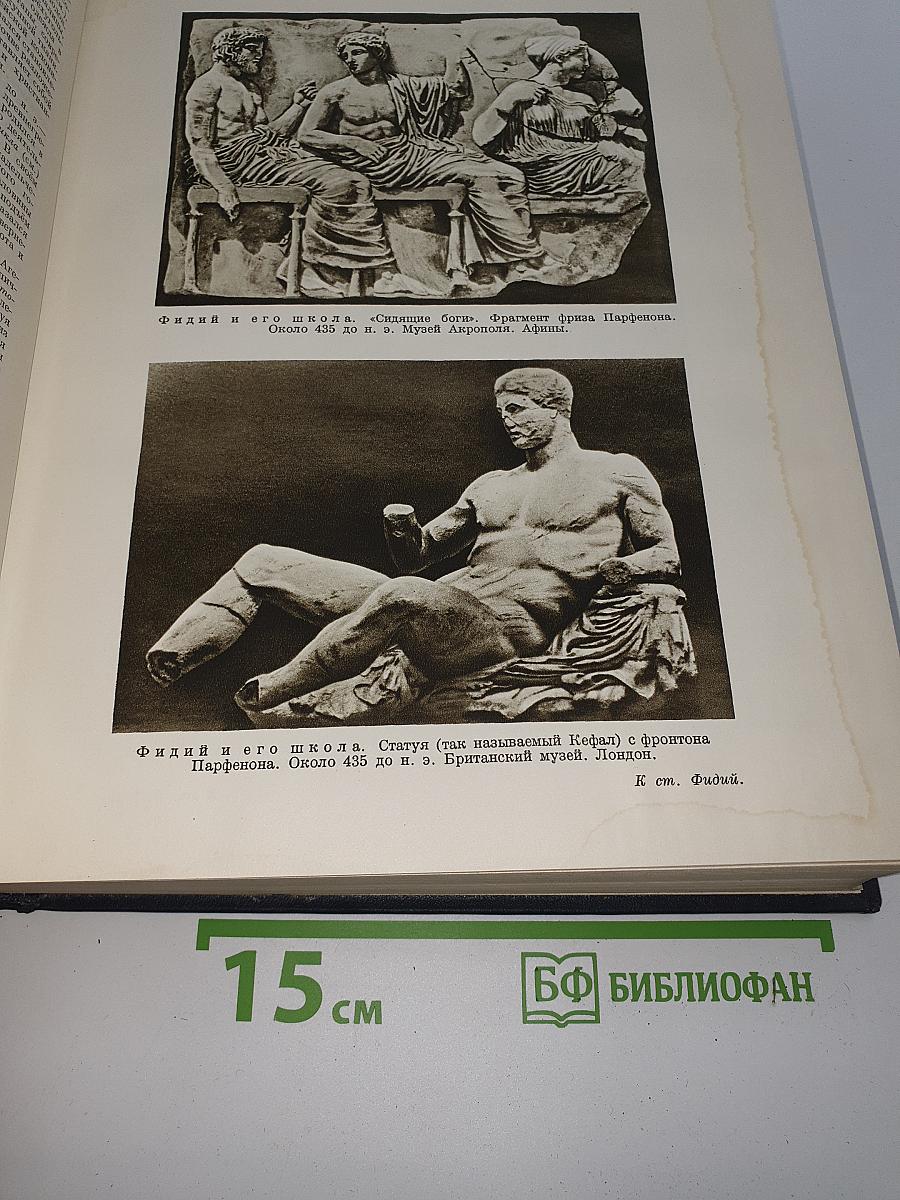 Фидий и его школа. «Сидящие боги». Фрагмент фриза Парфенона.
Около 435 до н. э. Музей Акрополя. Афины.
Фидий и его школа. Статуя (так называемый Кефал) с фронтона
Парфенона. Около 435 до н. э. Британский музей. Лондон.
К ст. Фидий.
15 см
БФ БИБЛИОФАН